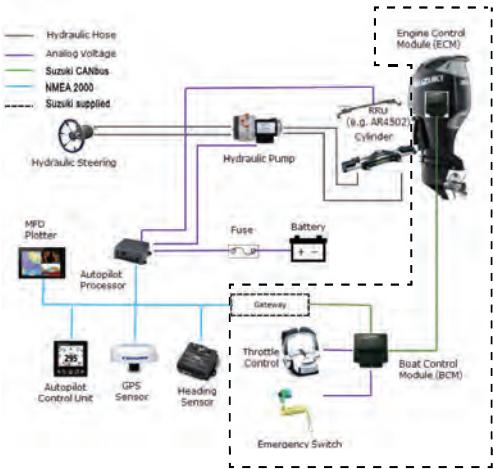 Hydraulic Hose
Analog Voltage
Suzuki CANbus
NMEA 2000
Suzuki supplied
Engine Control
Module (ECM)
SUZUKI
RRU
(e.g. AR4502)
Cylinder
Hydraulic Steering
Hydraulic Pump
MFD
Plotter
Fuse
Battery
+ -
Autopilot
Processor
Gateway
295
Throttle
Control
Boat Control
Module (BCM)
Autopilot
Control Unit
GPS
Sensor
Heading
Sensor
Emergency Switch